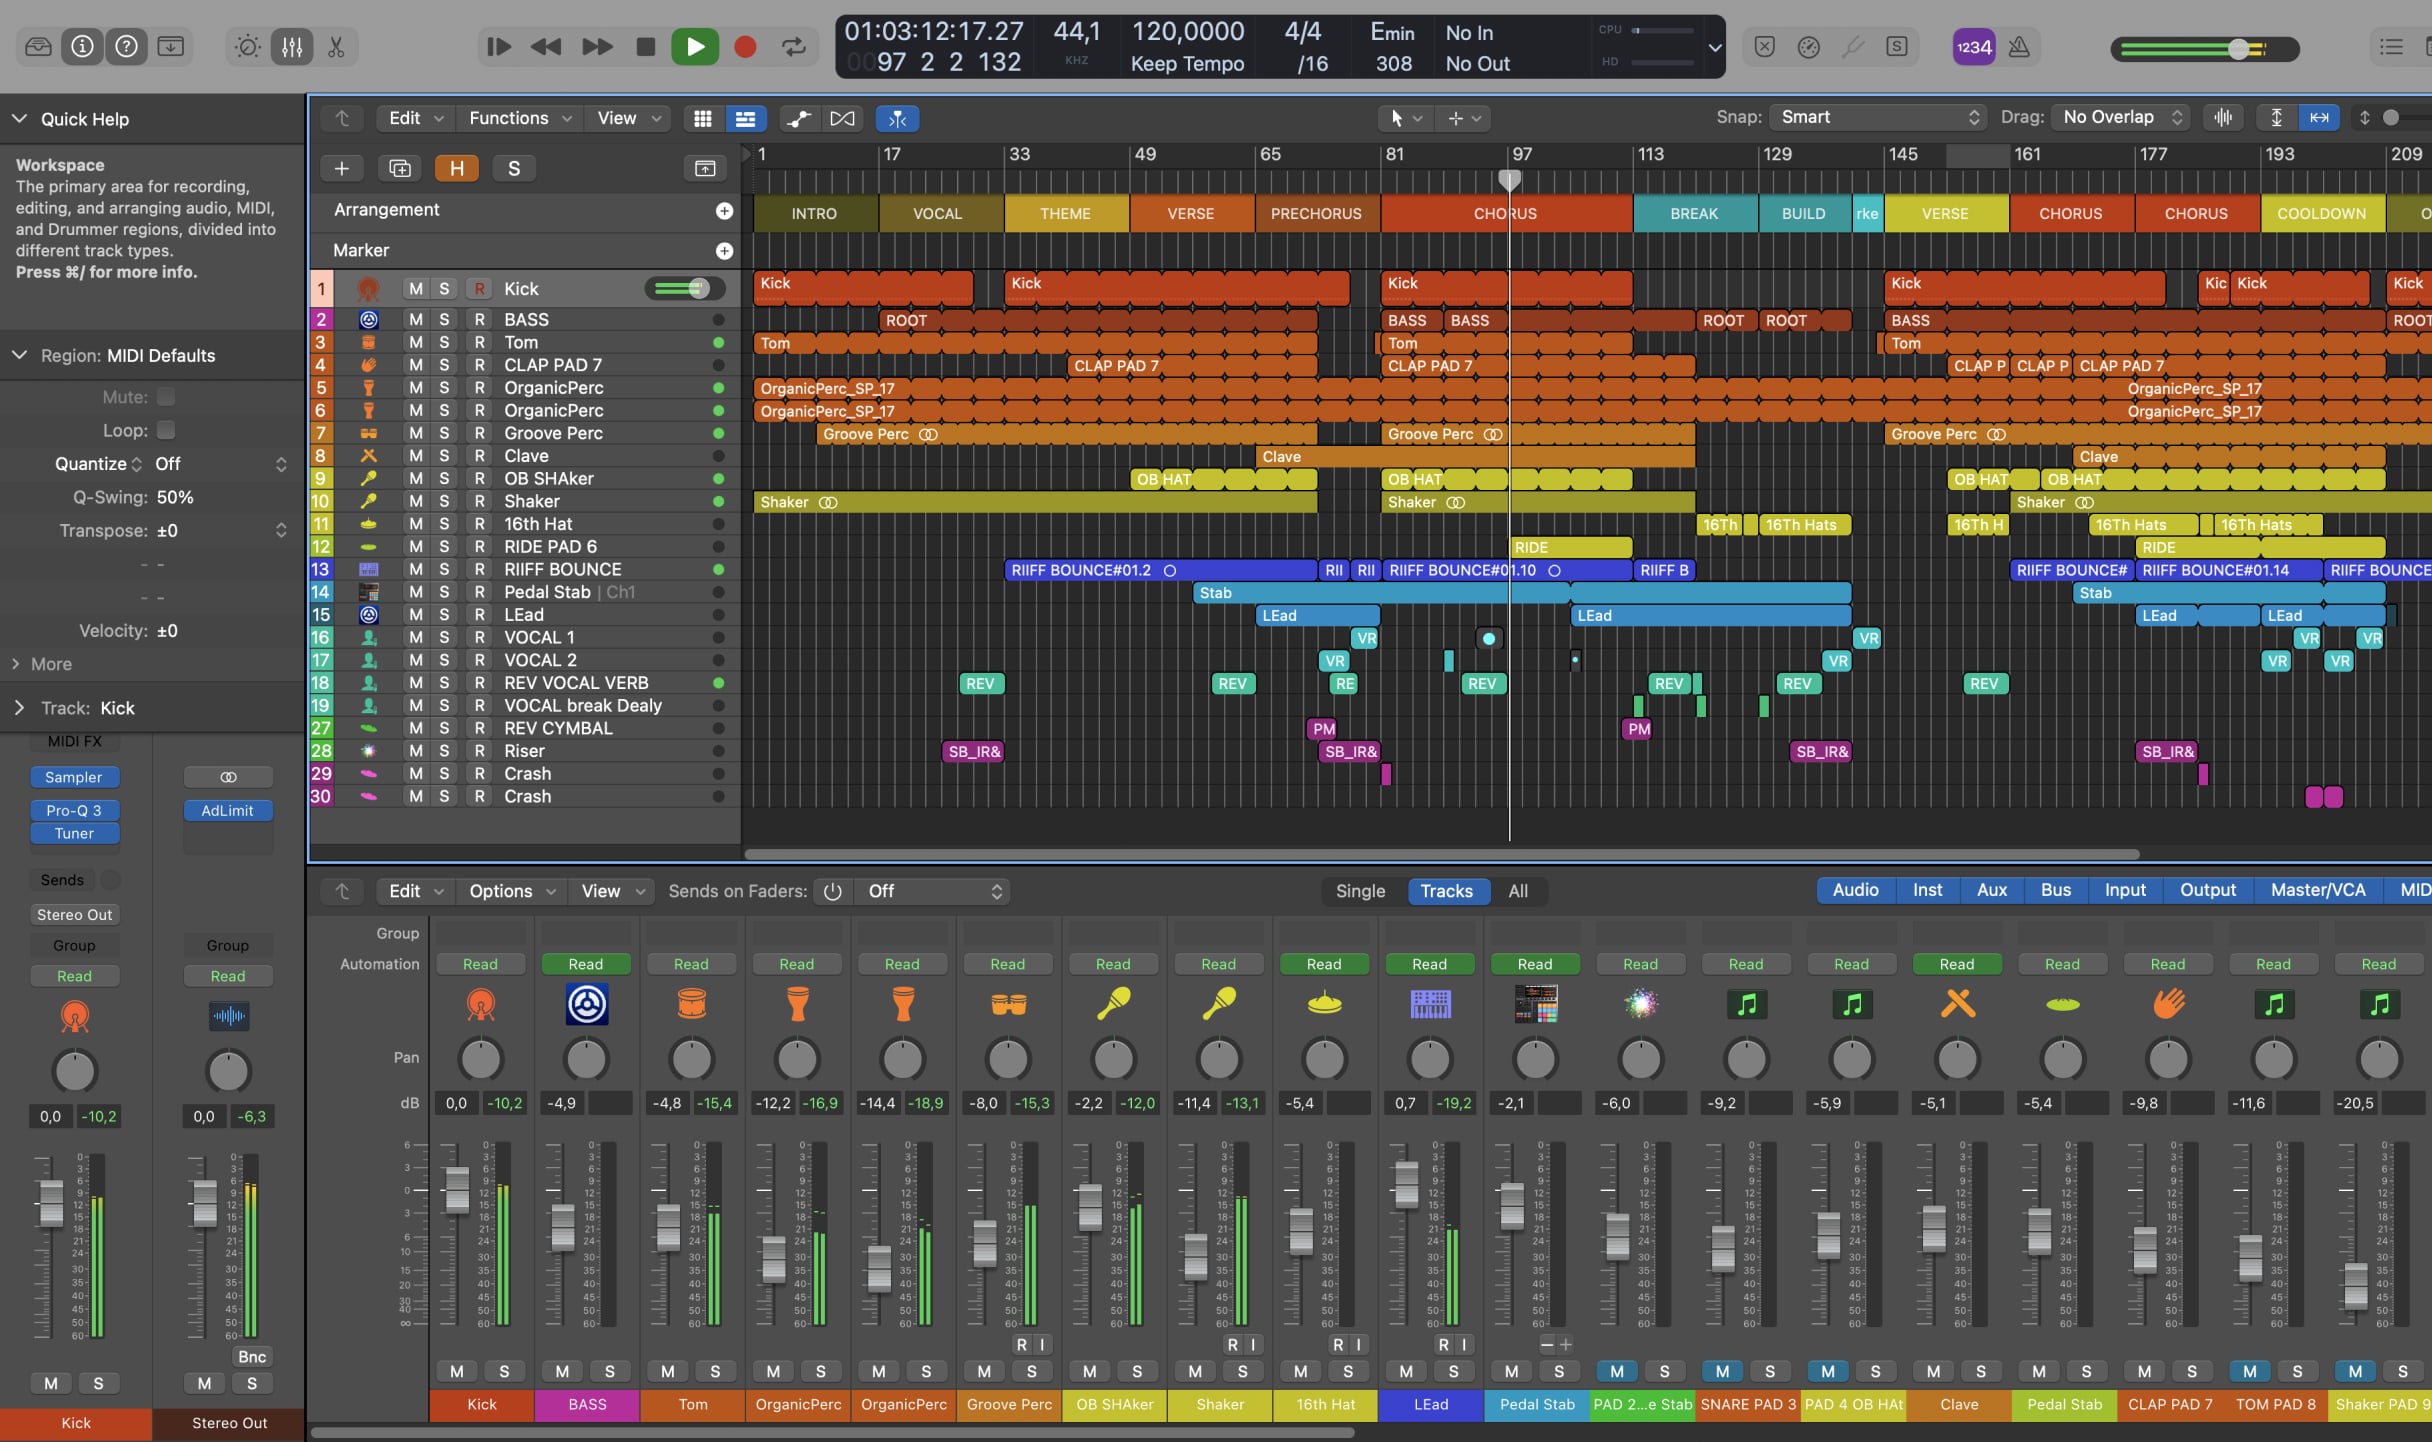 01:03:12:17.27 44,1 120,0000 4/4 Emin No In CPU
0097 2 2 132 KHZ Keep Tempo /16 308 No Out HD
1234
Quick Help
Workspace
The primary area for recording,
editing, and arranging audio, MIDI,
and Drummer regions, divided into
different track types.
Press ⌘/ for more info.
Region: MIDI Defaults
Mute:
Loop:
Quantize Off
Q-Swing: 50%
Transpose: ±0
- -
- -
Velocity: ±0
More
Track: Kick
MIDI FX
Sampler
Pro-Q 3 AdLimit
Tuner
Sends
Stereo Out
Group Group
Read Read
0,0 -10,2 0,0 -6,3
Bnc
M S M S
Kick Stereo Out
Edit Functions View Snap: Smart Drag: No Overlap
H S
1 17 33 49 65 81 97 113 129 145 161 177 193 209
Arrangement INTRO VOCAL THEME VERSE PRECHORUS CHORUS BREAK BUILD rke VERSE CHORUS CHORUS COOLDOWN O
Marker
1 M S R Kick Kick Kick Kick Kick Kic Kick Kick
2 M S R BASS ROOT BASS BASS ROOT ROOT BASS ROOT
3 M S R Tom Tom Tom Tom
4 M S R CLAP PAD 7 CLAP PAD 7 CLAP PAD 7 CLAP P CLAP P CLAP PAD 7
5 M S R OrganicPerc OrganicPerc_SP_17 OrganicPerc_SP_17
6 M S R OrganicPerc OrganicPerc_SP_17 OrganicPerc_SP_17
7 M S R Groove Perc Groove Perc Groove Perc Groove Perc
8 M S R Clave Clave Clave
9 M S R OB SHAker OB HAT OB HAT OB HAT OB HAT
10 M S R Shaker Shaker Shaker Shaker
11 M S R 16th Hat 16Th 16Th Hats 16Th H 16Th Hats 16Th Hats
12 M S R RIDE PAD 6 RIDE RIDE
13 M S R RIIFF BOUNCE RIIFF BOUNCE#01.2 RII RII RIIFF BOUNCE#01.10 RIIFF B RIIFF BOUNCE# RIIFF BOUNCE#01.14 RIIFF BOUNCE
14 M S R Pedal Stab | Ch1 Stab Stab
15 M S R LEad LEad LEad LEad LEad
16 M S R VOCAL 1 VR VR VR VR
17 M S R VOCAL 2 VR VR VR VR
18 M S R REV VOCAL VERB REV REV RE REV REV REV REV
19 M S R VOCAL break Dealy
27 M S R REV CYMBAL PM PM
28 M S R Riser SB_IR& SB_IR& SB_IR& SB_IR&
29 M S R Crash
30 M S R Crash
Edit Options View Sends on Faders: Off Single Tracks All Audio Inst Aux Bus Input Output Master/VCA MID
Group
Automation Read Read Read Read Read Read Read Read Read Read Read Read Read Read Read Read Read Read Read
Pan
dB 0,0 -10,2 -4,9 -4,8 -15,4 -12,2 -16,9 -14,4 -18,9 -8,0 -15,3 -2,2 -12,0 -11,4 -13,1 -5,4 0,7 -19,2 -2,1 -6,0 -9,2 -5,9 -5,1 -5,4 -9,8 -11,6 -20,5
R I R I R I R I
M S M S M S M S M S M S M S M S M S M S M S M S M S M S M S M S M S M S M S
Kick BASS Tom OrganicPerc OrganicPerc Groove Perc OB SHAker Shaker 16th Hat LEad Pedal Stab PAD 2...e Stab SNARE PAD 3 PAD 4 OB HAt Clave Pedal Stab CLAP PAD 7 TOM PAD 8 Shaker PAD 9